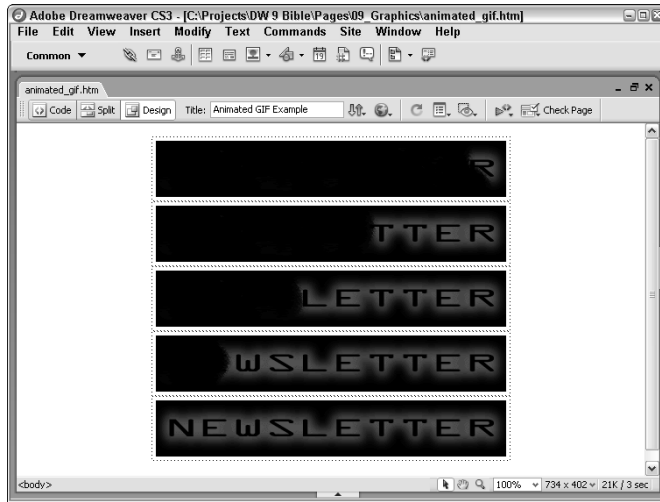 Adobe Dreamweaver CS3 - [C:\Projects\DW 9 Bible\Pages\09_Graphics\animated_gif.htm]
File Edit View Insert Modify Text Commands Site Window Help
Common
19
animated_gif.htm
Code Split Design Title: Animated GIF Example Check Page
R
TTER
LETTER
WSLETTER
NEWSLETTER
<body> 100% 734 x 402 21K / 3 sec